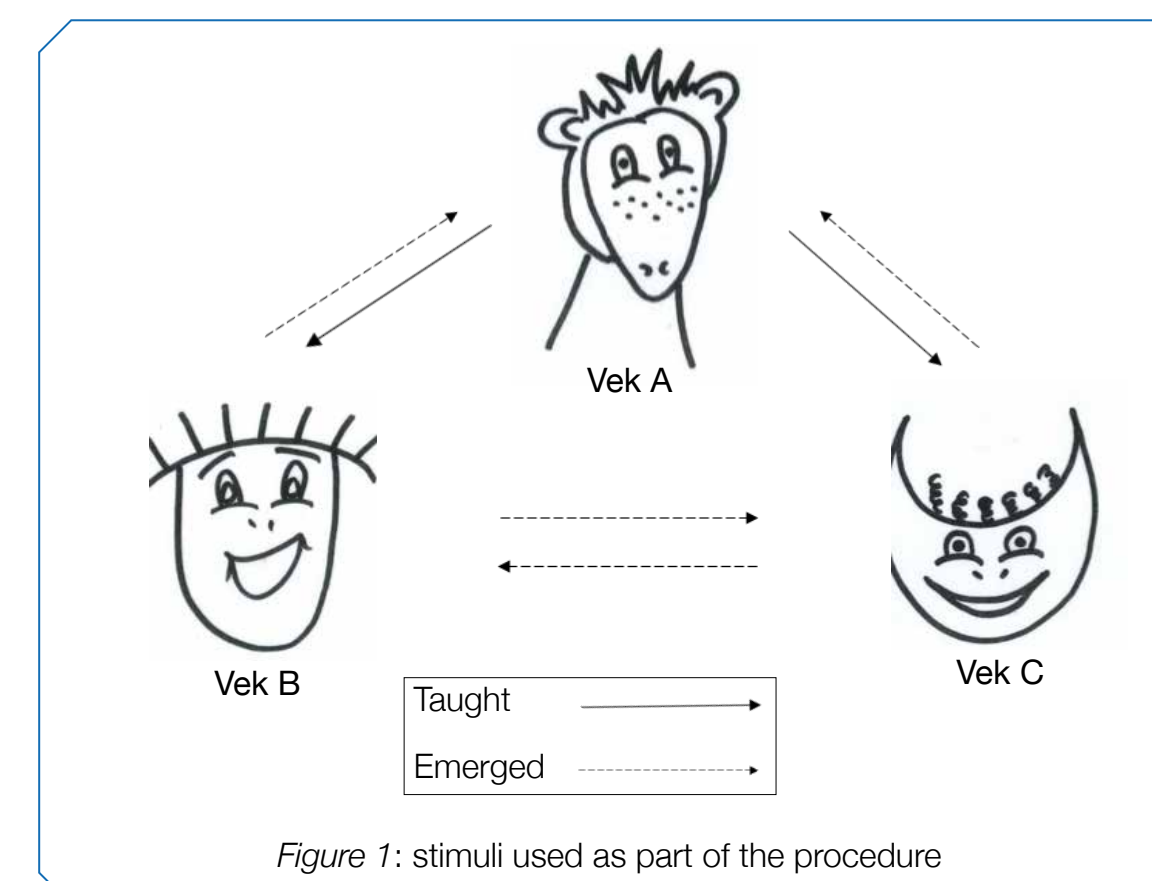 Vek A
Vek B
Vek C
Taught
Emerged
Figure 1: stimuli used as part of the procedure